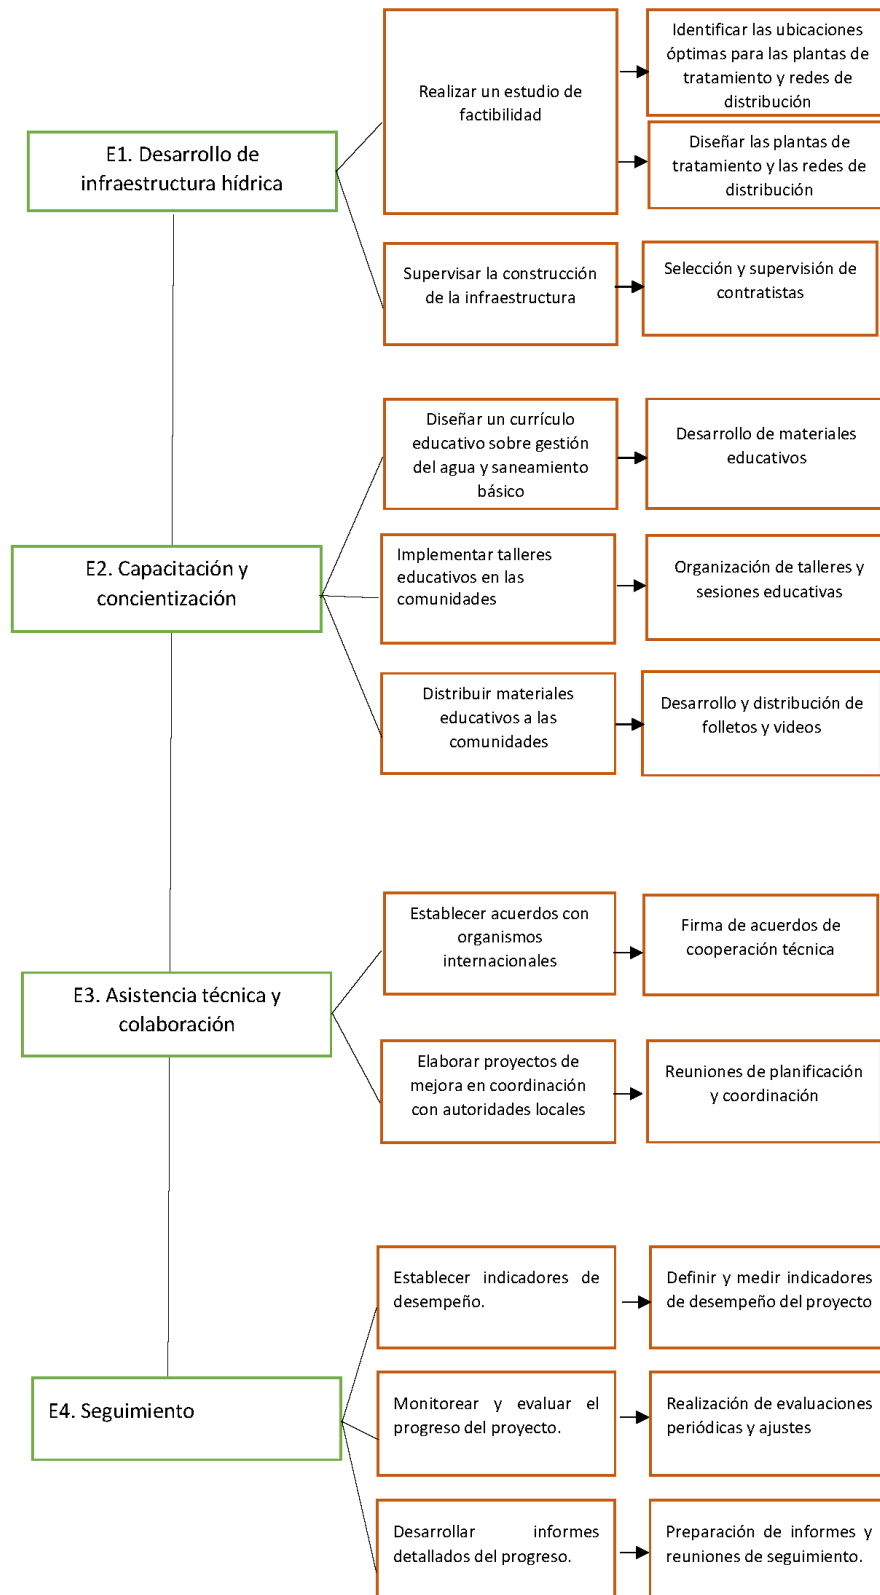 E1. Desarrollo de
infraestructura hídrica
Realizar un estudio de
factibilidad
Identificar las ubicaciones
óptimas para las plantas de
tratamiento y redes de
distribución
Diseñar las plantas de
tratamiento y las redes de
distribución
Supervisar la construcción
de la infraestructura
Selección y supervisión de
contratistas
E2. Capacitación y
concientización
Diseñar un currículo
educativo sobre gestión
del agua y saneamiento
básico
Desarrollo de materiales
educativos
Implementar talleres
educativos en las
comunidades
Organización de talleres y
sesiones educativas
Distribuir materiales
educativos a las
comunidades
Desarrollo y distribución de
folletos y videos
E3. Asistencia técnica y
colaboración
Establecer acuerdos con
organismos
internacionales
Firma de acuerdos de
cooperación técnica
Elaborar proyectos de
mejora en coordinación
con autoridades locales
Reuniones de planificación
y coordinación
E4. Seguimiento
Establecer indicadores de
desempeño.
Definir y medir indicadores
de desempeño del proyecto
Monitorear y evaluar el
progreso del proyecto.
Realización de evaluaciones
periódicas y ajustes
Desarrollar informes
detallados del progreso.
Preparación de informes y
reuniones de seguimiento.